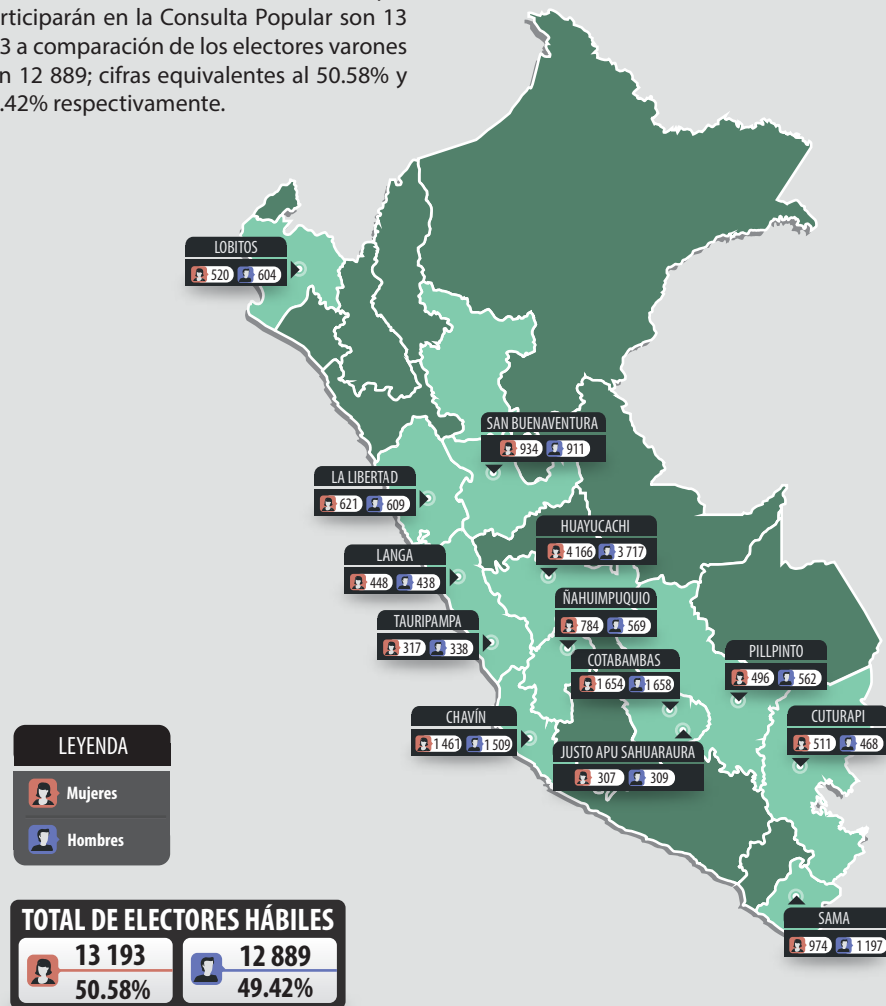 rticiparán en la Consulta Popular son 13
3 a comparación de los electores varones
n 12 889; cifras equivalentes al 50.58% y
.42% respectivamente.
LOBITOS
520 604
SAN BUENAVENTURA
934 911
LA LIBERTAD
621 609
HUAYUCACHI
4 166 3 717
LANGA
448 438
ÑAHUIMPUQUIO
784 569
TAURIPAMPA
317 338
COTABAMBAS
1 654 1 658
PILLPINTO
496 562
CHAVÍN
1 461 1 509
CUTURAPI
511 468
JUSTO APU SAHUARAURA
307 309
LEYENDA
Mujeres
Hombres
SAMA
974 1 197
TOTAL DE ELECTORES HÁBILES
13 193 12 889
50.58% 49.42%